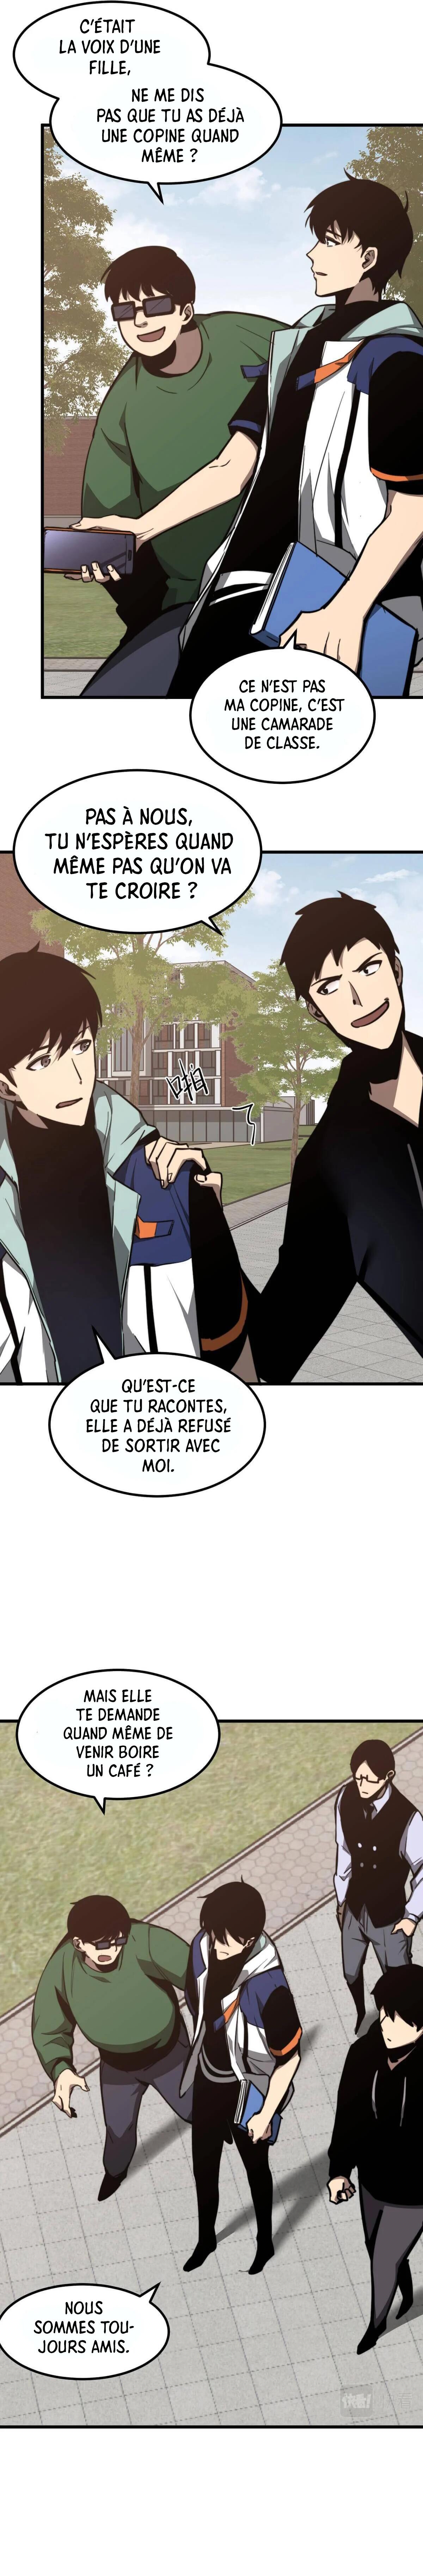 C'ÉTAIT
LA VOIX D'UNE
FILLE,
NE ME DIS
PAS QUE TU AS DÉJÀ
UNE COPINE QUAND
MÊME ?
CE N'EST PAS
MA COPINE, C'EST
UNE CAMARADE
DE CLASSE.
PAS À NOUS,
TU N'ESPÈRES QUAND
MÊME PAS QU'ON VA
TE CROIRE ?
啪
QU'EST-CE
QUE TU RACONTES,
ELLE A DÉJÀ REFUSÉ
DE SORTIR AVEC
MOI.
MAIS ELLE
TE DEMANDE
QUAND MÊME DE
VENIR BOIRE
UN CAFÉ ?
NOUS
SOMMES TOU-
JOURS AMIS.